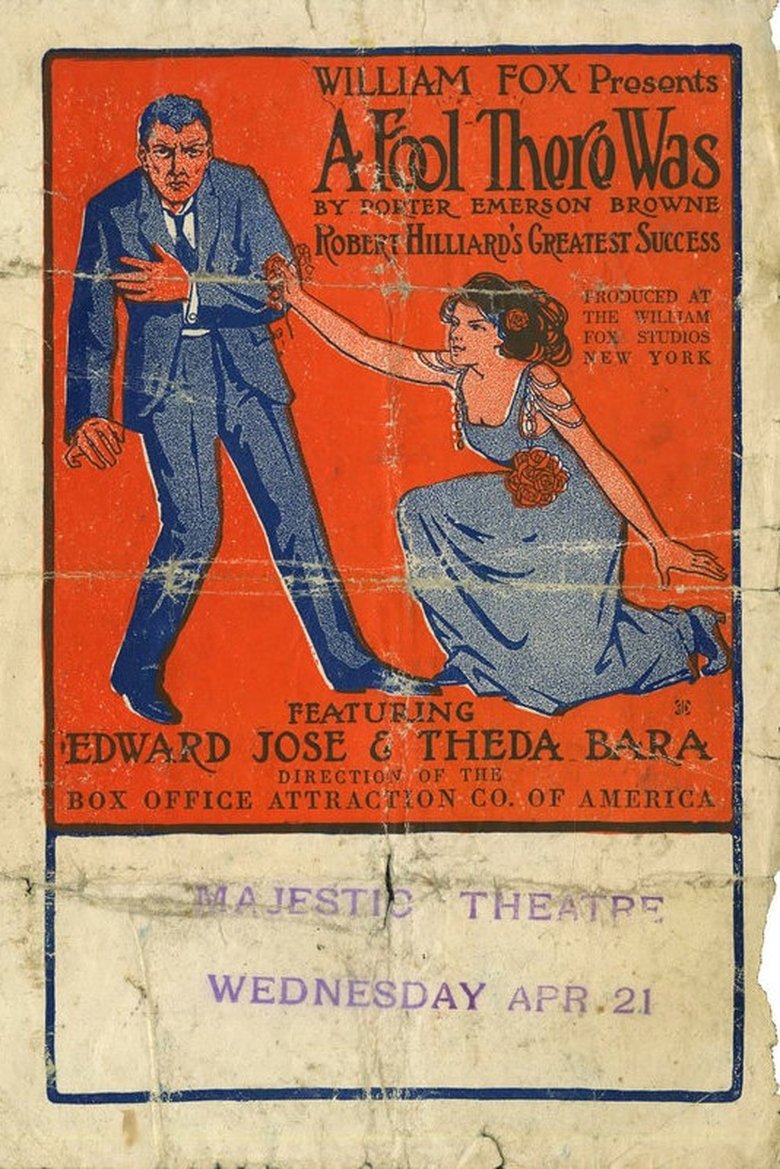 WILLIAM FOX Presents
A Fool There Was
BY PORTER EMERSON BROWNE
ROBERT HILLIARD'S GREATEST SUCCESS
PRODUCED AT
THE WILLIAM
FOX STUDIOS
NEW YORK
FEATURING
EDWARD JOSE & THEDA BARA
DIRECTION OF THE
BOX OFFICE ATTRACTION CO. OF AMERICA
MAJESTIC THEATRE
WEDNESDAY APR 21